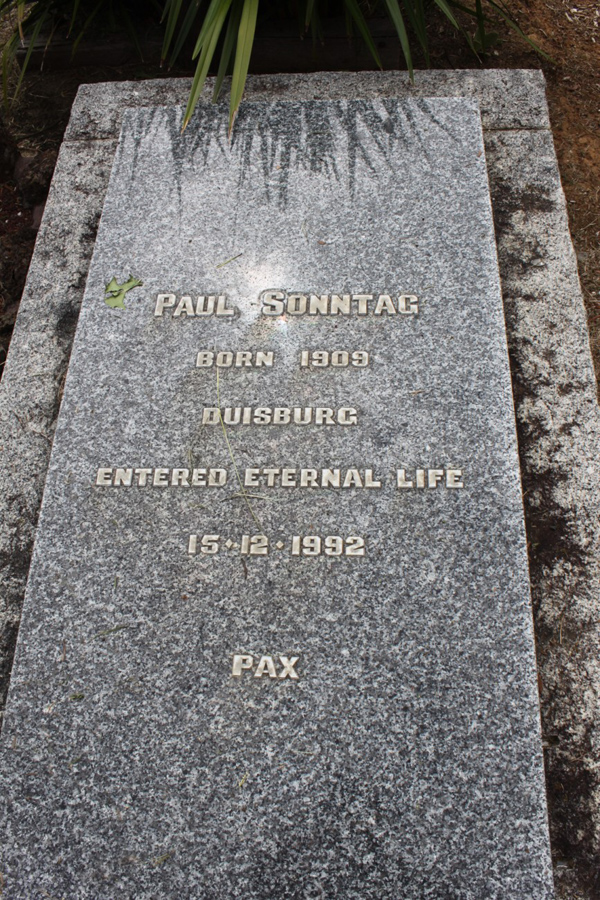 PAUL SONNTAG
BORN 1909
DUISBURG
ENTERED ETERNAL LIFE
15·12·1992
PAX